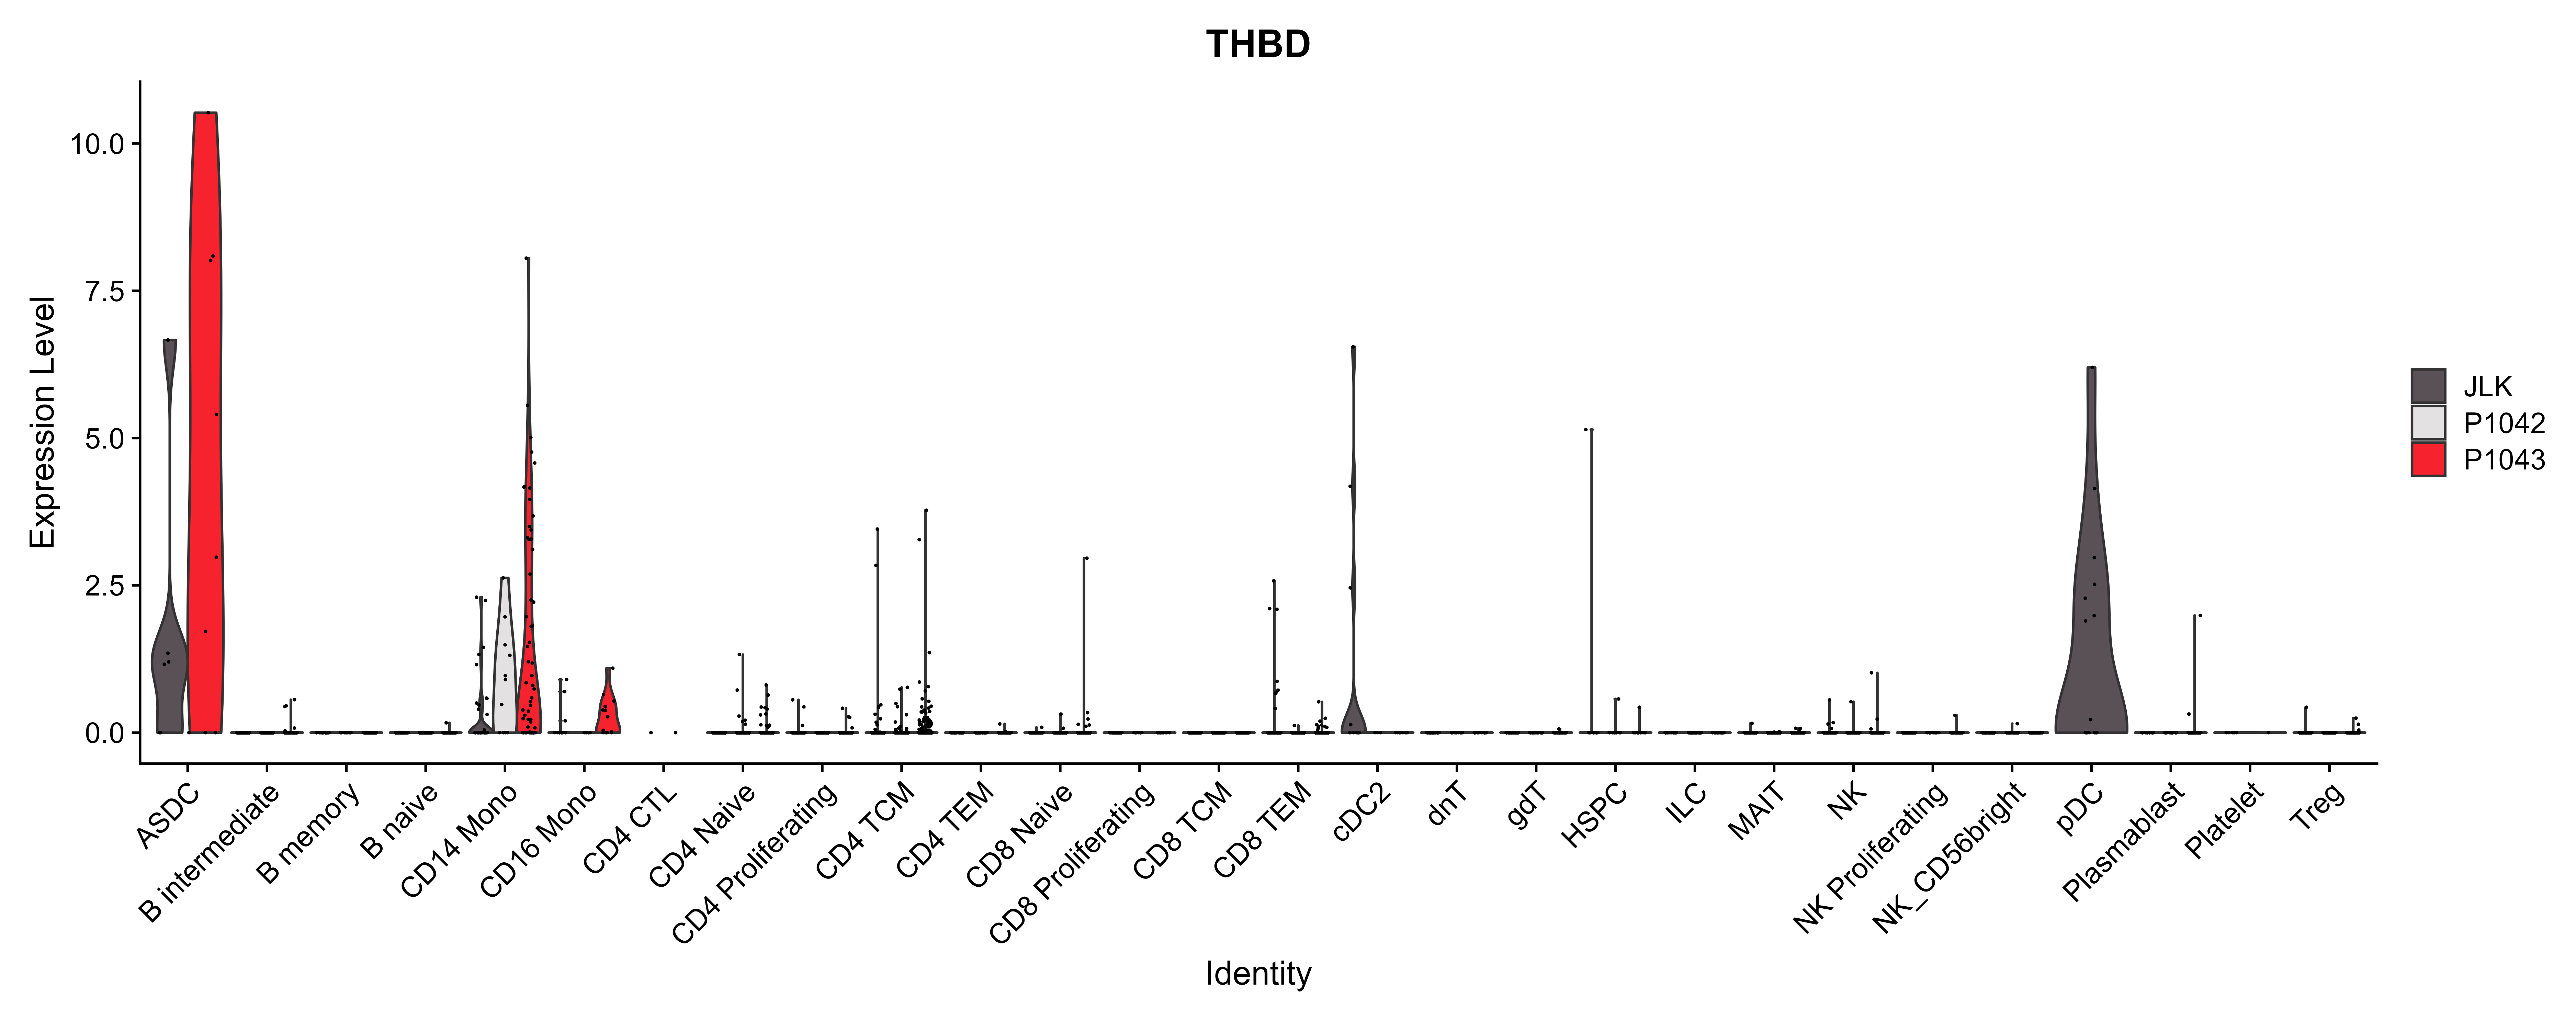 THBD
Expression Level
10.0
7.5
5.0
2.5
0.0
ASDC
B intermediate
B memory
B naive
CD14 Mono
CD16 Mono
CD4 CTL
CD4 Naive
CD4 Proliferating
CD4 TCM
CD4 TEM
CD8 Naive
CD8 Proliferating
CD8 TCM
CD8 TEM
cDC2
dnT
gdT
HSPC
ILC
MAIT
NK
NK Proliferating
NK_CD56bright
pDC
Plasmablast
Platelet
Treg
Identity
JLK
P1042
P1043